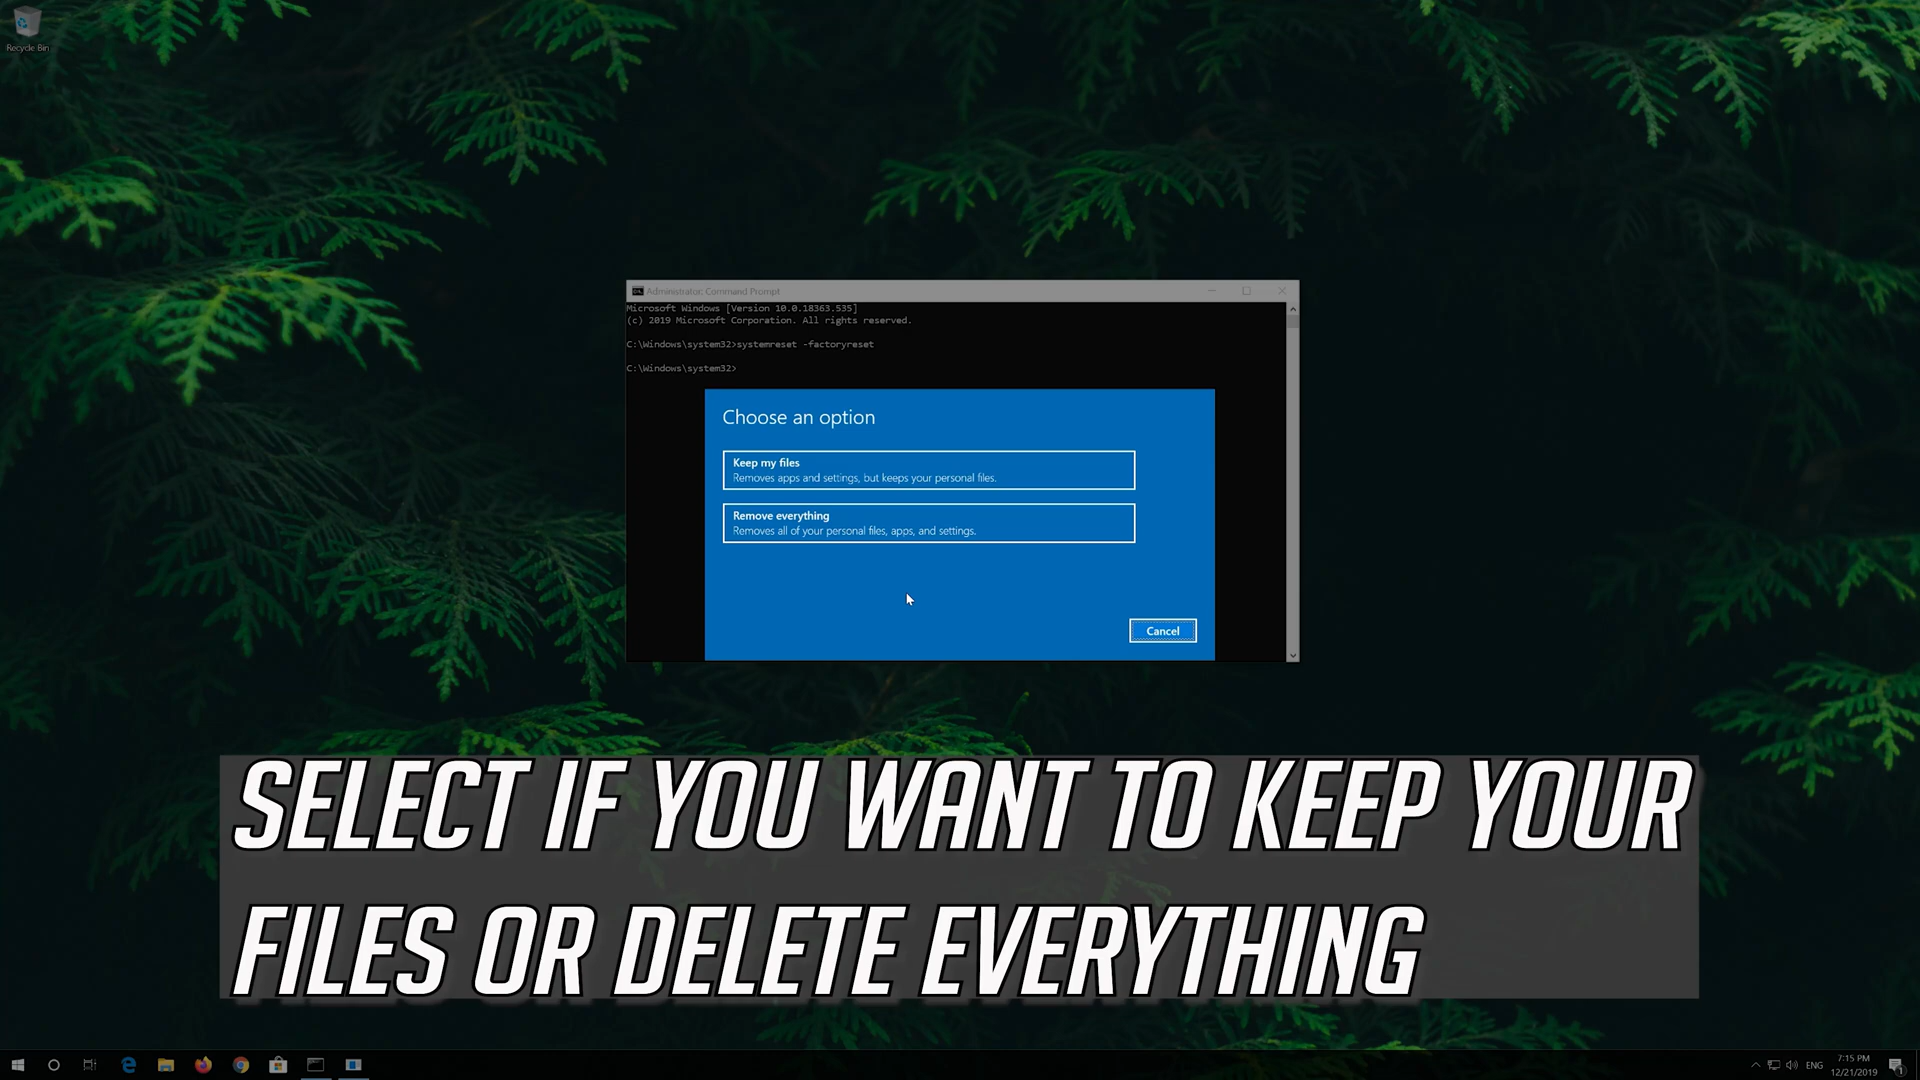 Recycle Bin
Administrator: Command Prompt
Microsoft Windows [Version 10.0.18363.535]
(c) 2019 Microsoft Corporation. All rights reserved.
C:\Windows\system32>systemreset -factoryreset
C:\Windows\system32>
Choose an option
Keep my files
Removes apps and settings, but keeps your personal files.
Remove everything
Removes all of your personal files, apps, and settings.
Cancel
SELECT IF YOU WANT TO KEEP YOUR
FILES OR DELETE EVERYTHING
ENG
7:15 PM
12/21/2019
1